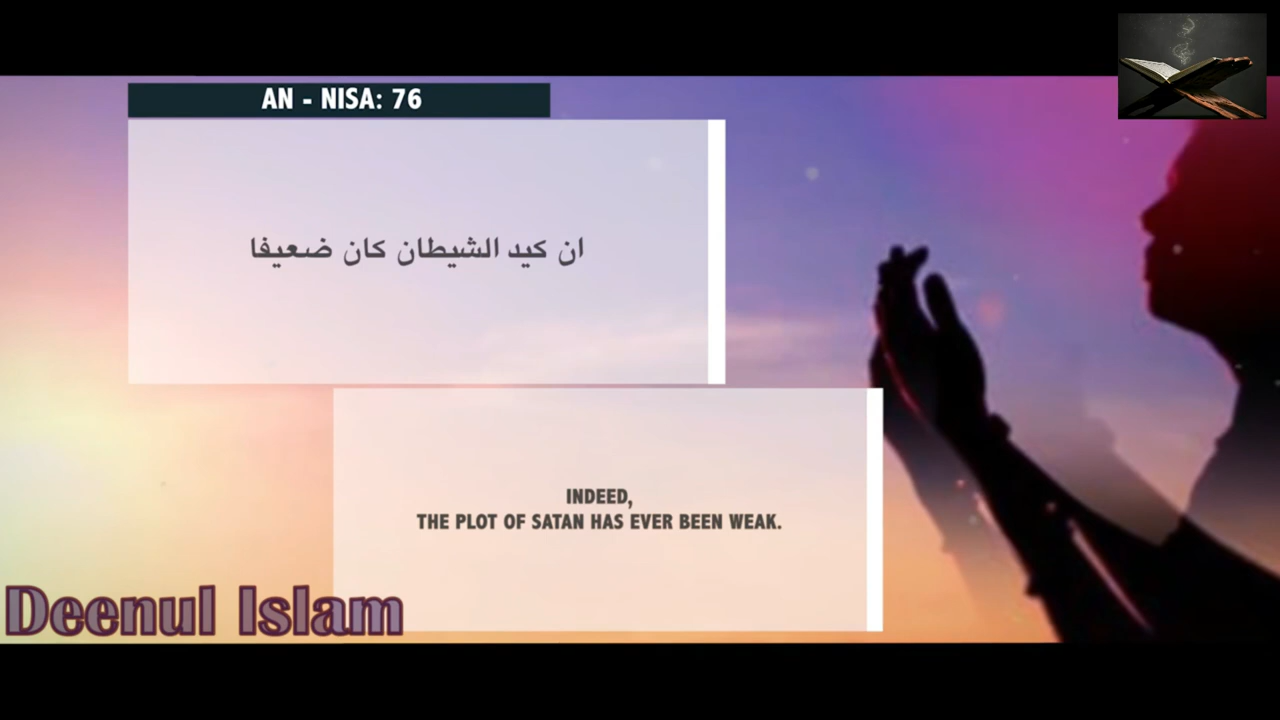 AN - NISA: 76
ان كيد الشيطان كان ضعيفا
INDEED,
THE PLOT OF SATAN HAS EVER BEEN WEAK.
Deenul Islam